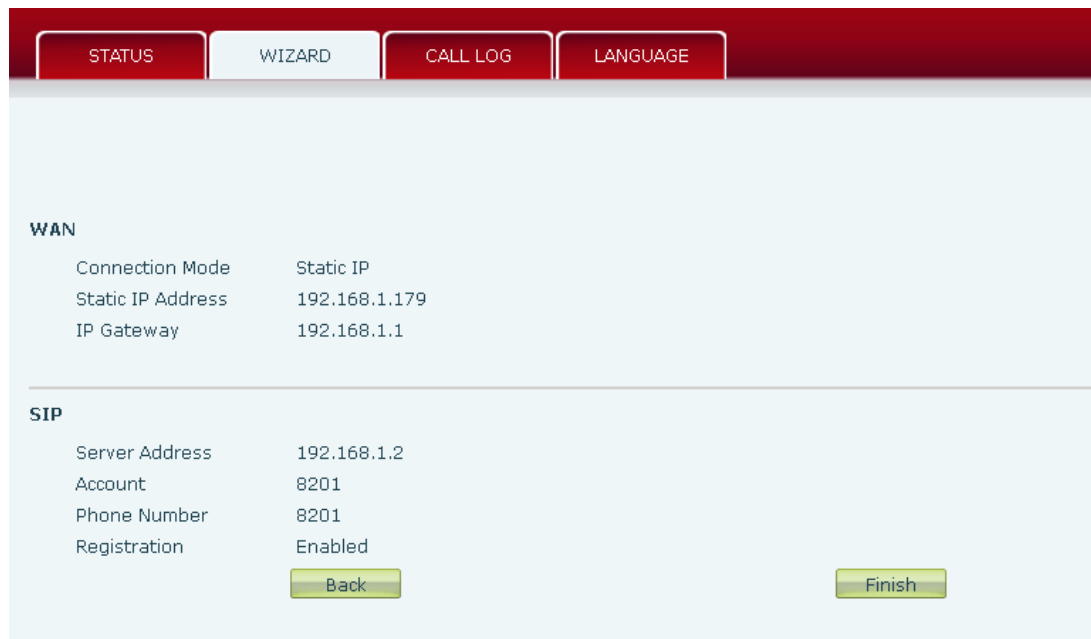 STATUS WIZARD CALL LOG LANGUAGE
WAN
Connection Mode Static IP
Static IP Address 192.168.1.179
IP Gateway 192.168.1.1
SIP
Server Address 192.168.1.2
Account 8201
Phone Number 8201
Registration Enabled
Back Finish